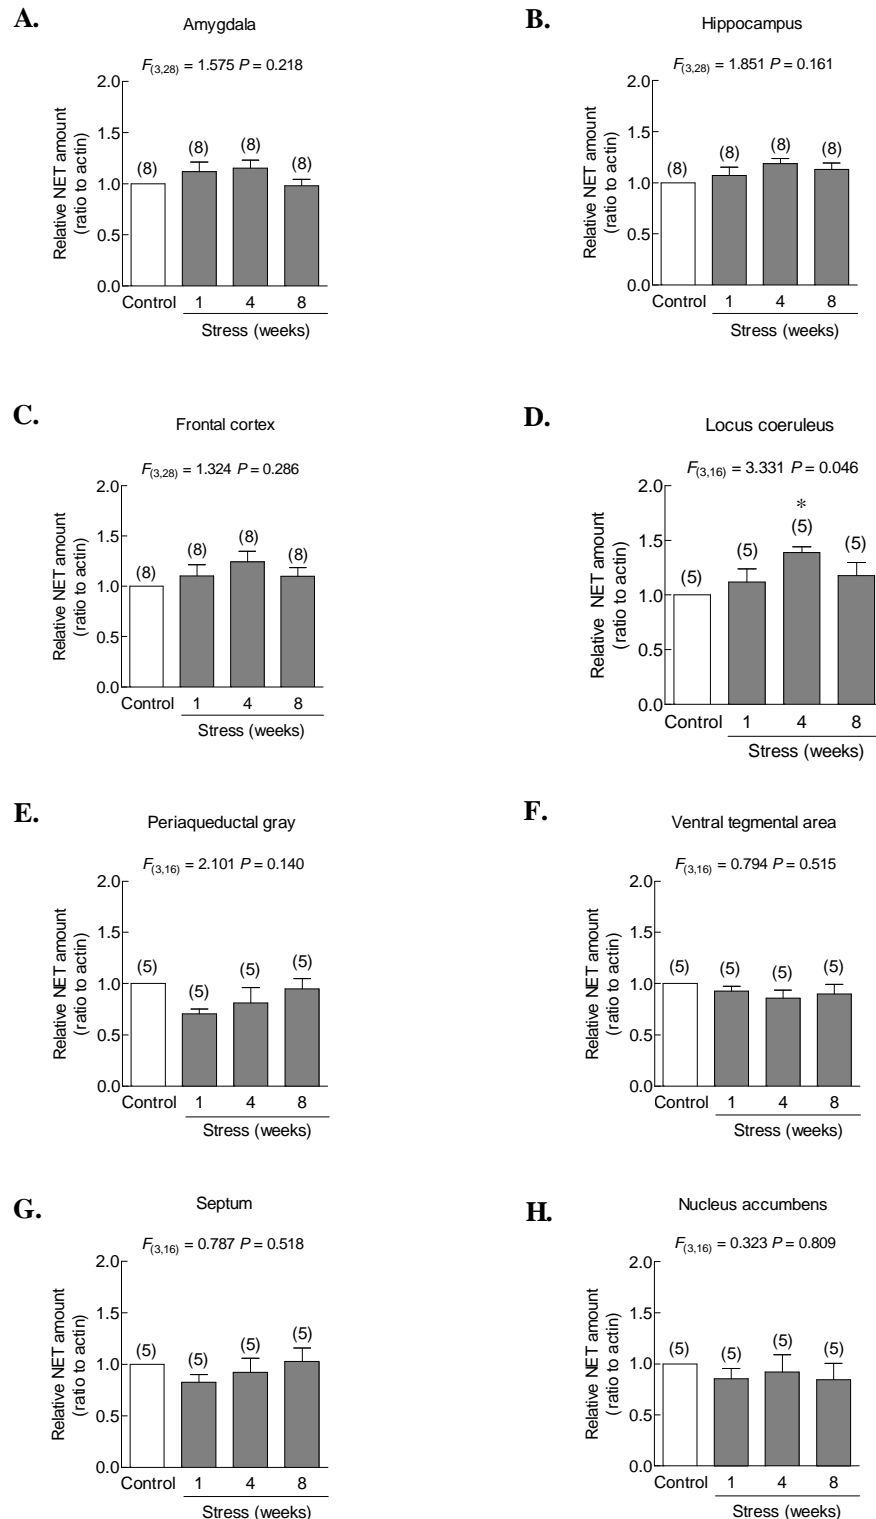 A.
Amygdala
F(3,28) = 1.575 P = 0.218
Relative NET amount
(ratio to actin)
2.0
1.5
1.0
0.5
0.0
(8)
(8)
(8)
(8)
Control
1
4
8
Stress (weeks)
B.
Hippocampus
F(3,28) = 1.851 P = 0.161
Relative NET amount
(ratio to actin)
2.0
1.5
1.0
0.5
0.0
(8)
(8)
(8)
(8)
Control
1
4
8
Stress (weeks)
C.
Frontal cortex
F(3,28) = 1.324 P = 0.286
Relative NET amount
(ratio to actin)
2.0
1.5
1.0
0.5
0.0
(8)
(8)
(8)
(8)
Control
1
4
8
Stress (weeks)
D.
Locus coeruleus
F(3,16) = 3.331 P = 0.046
Relative NET amount
(ratio to actin)
2.0
1.5
1.0
0.5
0.0
*
(5)
(5)
(5)
(5)
Control
1
4
8
Stress (weeks)
E.
Periaqueductal gray
F(3,16) = 2.101 P = 0.140
Relative NET amount
(ratio to actin)
2.0
1.5
1.0
0.5
0.0
(5)
(5)
(5)
(5)
Control
1
4
8
Stress (weeks)
F.
Ventral tegmental area
F(3,16) = 0.794 P = 0.515
Relative NET amount
(ratio to actin)
2.0
1.5
1.0
0.5
0.0
(5)
(5)
(5)
(5)
Control
1
4
8
Stress (weeks)
G.
Septum
F(3,16) = 0.787 P = 0.518
Relative NET amount
(ratio to actin)
2.0
1.5
1.0
0.5
0.0
(5)
(5)
(5)
(5)
Control
1
4
8
Stress (weeks)
H.
Nucleus accumbens
F(3,16) = 0.323 P = 0.809
Relative NET amount
(ratio to actin)
2.0
1.5
1.0
0.5
0.0
(5)
(5)
(5)
(5)
Control
1
4
8
Stress (weeks)